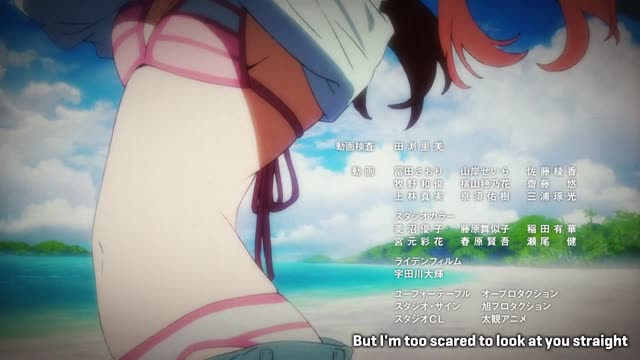 動画検査 田渕里美
動画 冨田さおり 山岸せいら 佐藤綾香
牧野和俊 横山穂乃花 齋藤 悠
上林真実 京須佑樹 三浦琢光
スタジオカラー
菱沼優子 藤原舞似子 稲田有華
宮元彩花 春原賢吾 瀬尾 健
ライデンフィルム
宇田川大輝
ユーフォーテーブル オープロダクション
スタジオ・サイン 旭プロダクション
スタジオCL 太観アニメ
But I'm too scared to look at you straight